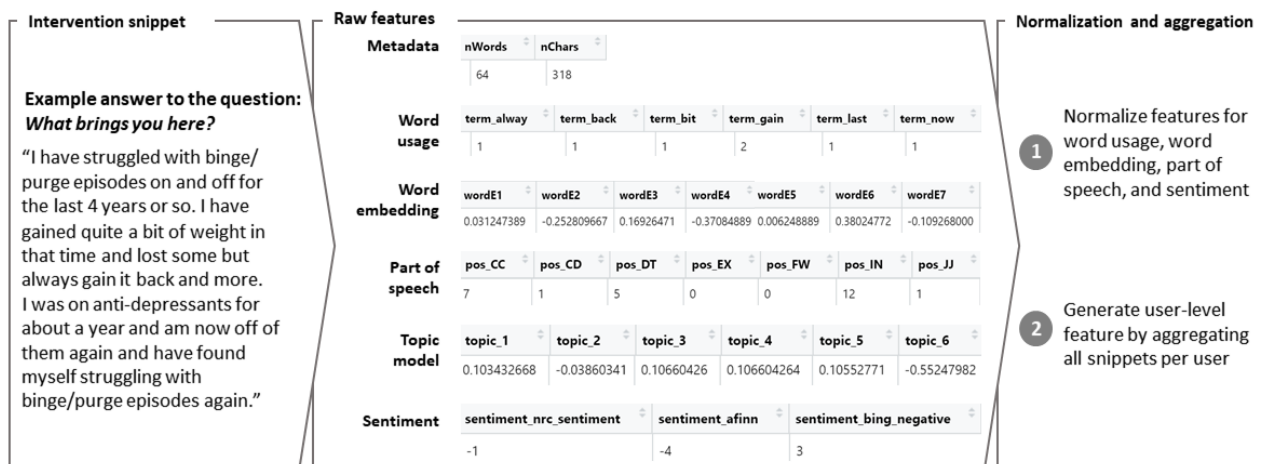 Intervention snippet
Example answer to the question:
What brings you here?
“I have struggled with binge/
purge episodes on and off for
the last 4 years or so. I have
gained quite a bit of weight in
that time and lost some but
always gain it back and more.
I was on anti-depressants for
about a year and am now off of
them again and have found
myself struggling with
binge/purge episodes again.”
Raw features
Metadata
nWords nChars
64 318
Word
usage
term_alway term_back term_bit term_gain term_last term_now
1 1 1 2 1 1
Word
embedding
wordE1 wordE2 wordE3 wordE4 wordE5 wordE6 wordE7
0.031247389 -0.252809667 0.16926471 -0.37084889 0.006248889 0.38024772 -0.109268000
Part of
speech
pos_CC pos_CD pos_DT pos_EX pos_FW pos_IN pos_JJ
7 1 5 0 0 12 1
Topic
model
topic_1 topic_2 topic_3 topic_4 topic_5 topic_6
0.103432668 -0.03860341 0.10660426 0.106604264 0.10552771 -0.55247982
Sentiment
sentiment_nrc_sentiment sentiment_afinn sentiment_bing_negative
-1 -4 3
Normalization and aggregation
1
Normalize features for
word usage, word
embedding, part of
speech, and sentiment
2
Generate user-level
feature by aggregating
all snippets per user